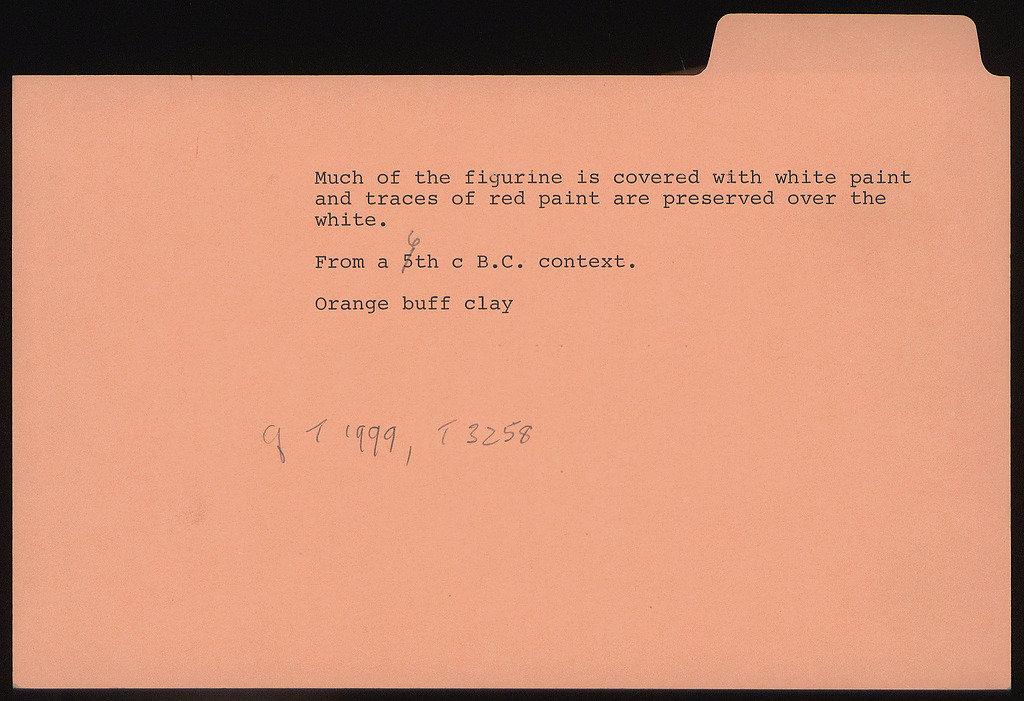 Much of the figurine is covered with white paint
and traces of red paint are preserved over the
white.
6
From a 5th c B.C. context.
Orange buff clay
T 1999, T 3258